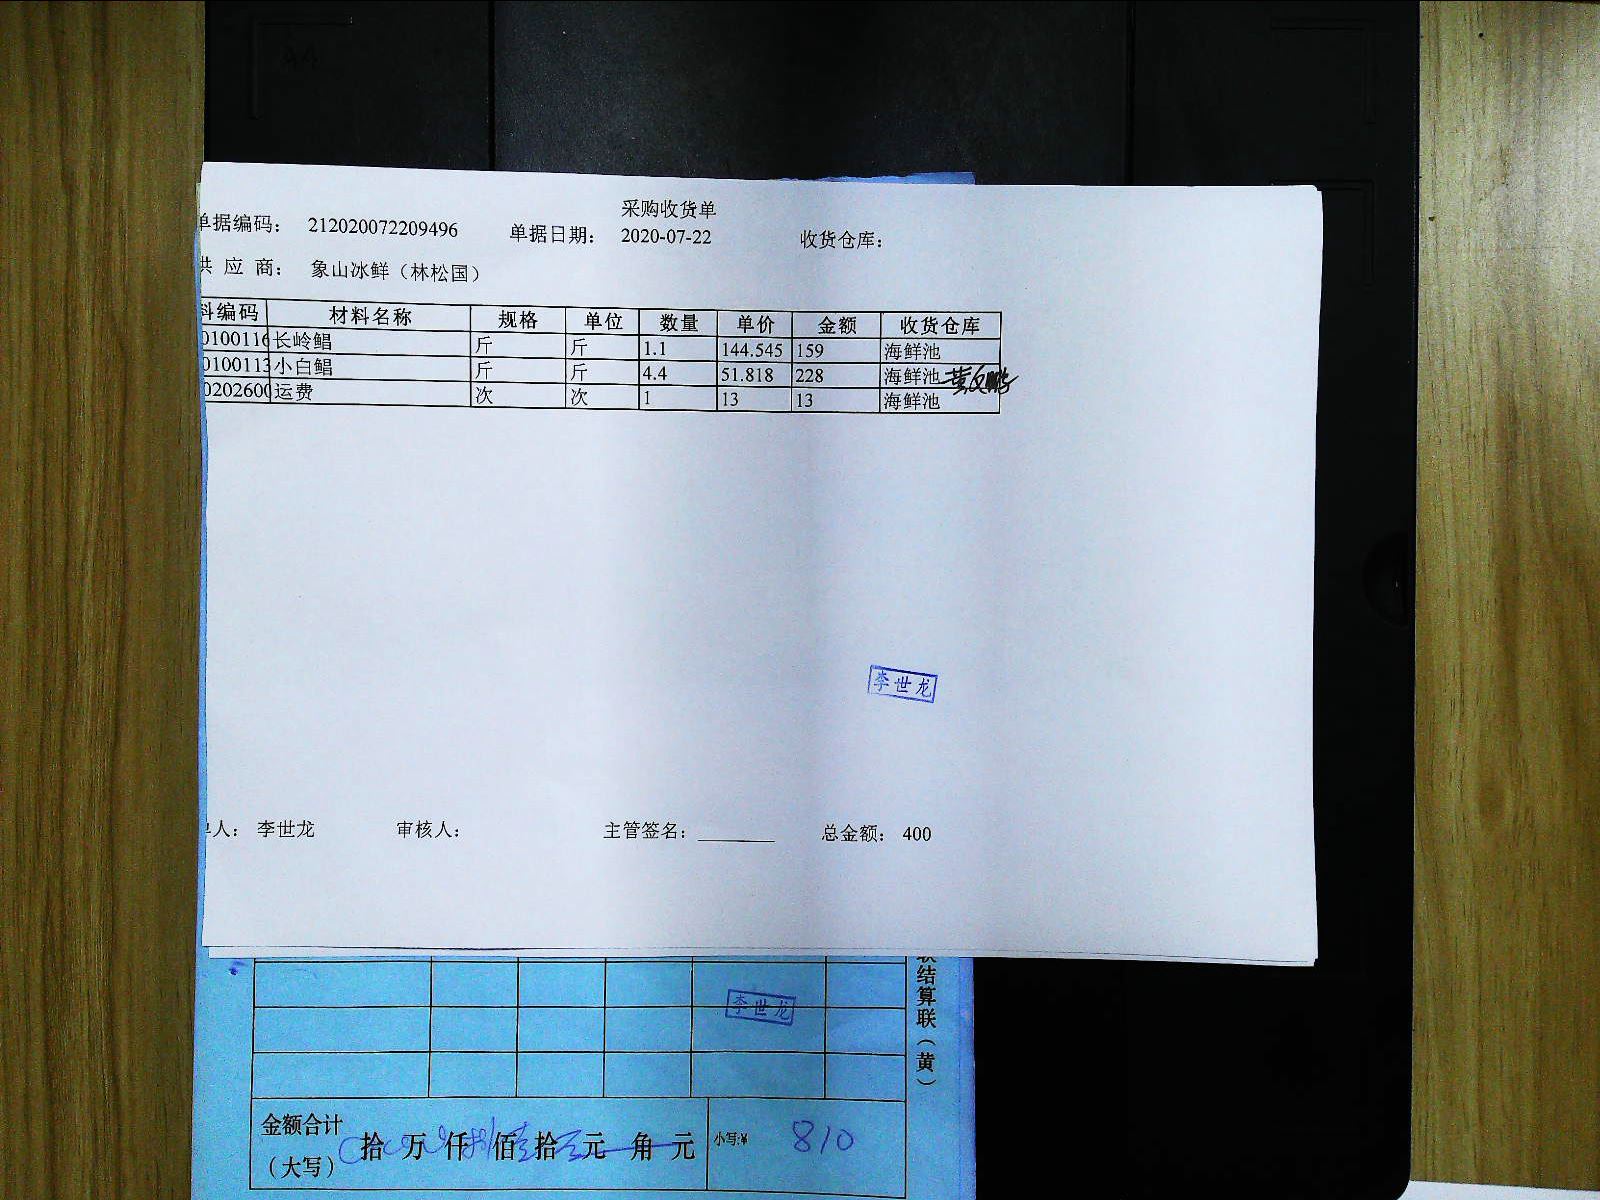 采购收货单
单据编码： 212020072209496 单据日期： 2020-07-22 收货仓库：
供 应 商： 象山冰鲜（林松国）
料编码 材料名称 规格 单位 数量 单价 金额 收货仓库
0100116 长岭鲳 斤 斤 1.1 144.545 159 海鲜池
0100113 小白鲳 斤 斤 4.4 51.818 228 海鲜池
0202600 运费 次 次 1 13 13 海鲜池
李世龙
单人： 李世龙 审核人： 主管签名： ________ 总金额： 400
李世龙
联结算联（黄）
金额合计（大写） 拾 万 仟 捌 佰 壹 拾 元 角 元 小写:¥ 810